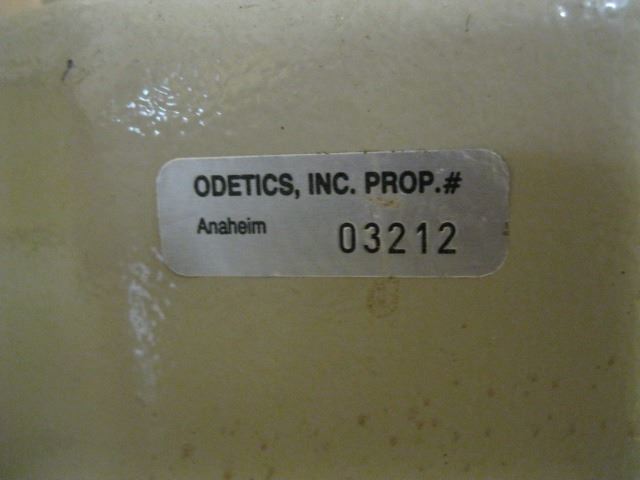 ODETICS, INC. PROP.#
Anaheim 03212